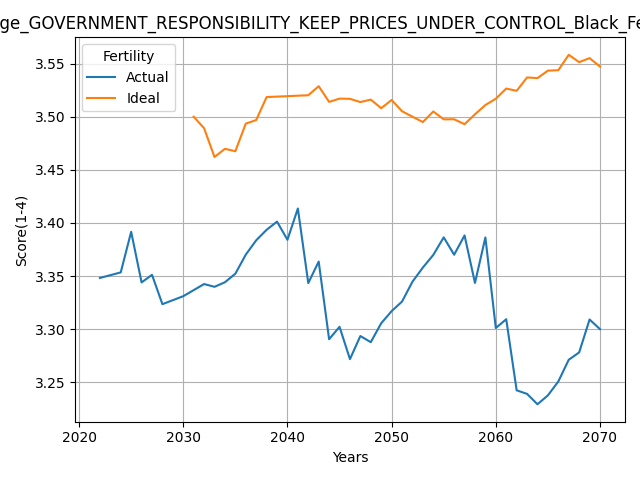 ge_GOVERNMENT_RESPONSIBILITY_KEEP_PRICES_UNDER_CONTROL_Black_Fe
Fertility
Actual
Ideal
3.55
3.50
3.45
3.40
3.35
3.30
3.25
Score(1-4)
2020
2030
2040
2050
2060
2070
Years